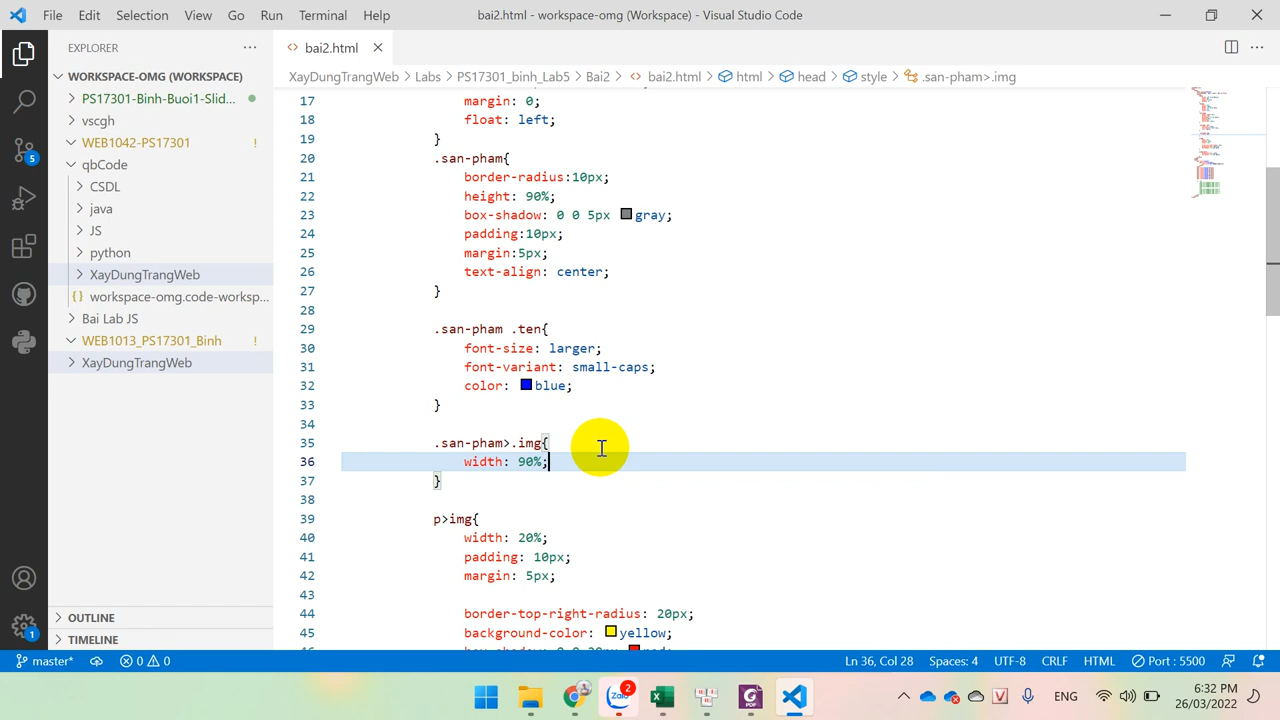 File Edit Selection View Go Run Terminal Help
bai2.html - workspace-omg (Workspace) - Visual Studio Code
EXPLORER
WORKSPACE-OMG (WORKSPACE)
PS17301-Binh-Buoi1-Slid...
vscgh
WEB1042-PS17301 !
qbCode
CSDL
java
JS
python
XayDungTrangWeb
{} workspace-omg.code-worksp...
Bai Lab JS
WEB1013_PS17301_Binh !
XayDungTrangWeb
OUTLINE
TIMELINE
5
1
bai2.html
XayDungTrangWeb > Labs > PS17301_binh_Lab5 > Bai2 > bai2.html > html > head > style > .san-pham>.img
17 margin: 0;
18 float: left;
19 }
20 .san-pham{
21 border-radius:10px;
22 height: 90%;
23 box-shadow: 0 0 5px gray;
24 padding:10px;
25 margin:5px;
26 text-align: center;
27 }
28
29 .san-pham .ten{
30 font-size: larger;
31 font-variant: small-caps;
32 color: blue;
33 }
34
35 .san-pham>.img{
36 width: 90%;
37 }
38
39 p>img{
40 width: 20%;
41 padding: 10px;
42 margin: 5px;
43
44 border-top-right-radius: 20px;
45 background-color: yellow;
master* 0 0 Ln 36, Col 28 Spaces: 4 UTF-8 CRLF HTML Port : 5500
Zalo 2
PDF
V ENG 6:32 PM
26/03/2022